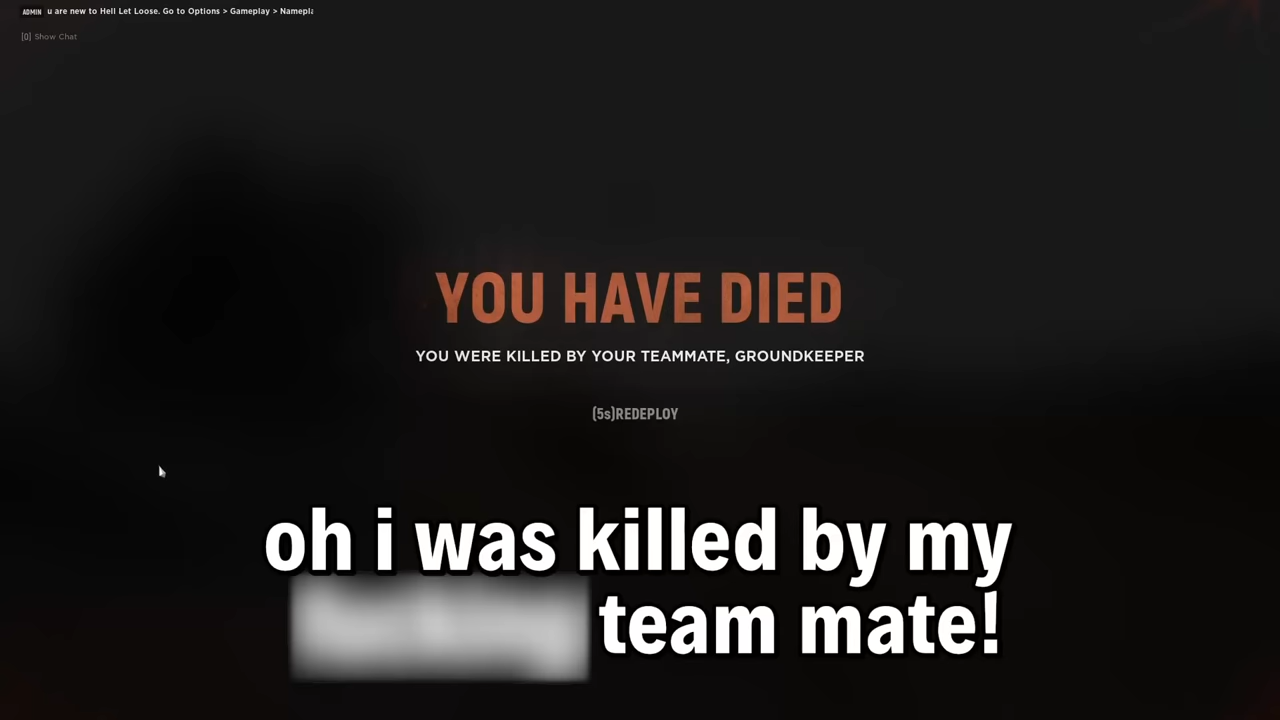 ADMIN u are new to Hell Let Loose. Go to Options > Gameplay > Namepla
[0] Show Chat
YOU HAVE DIED
YOU WERE KILLED BY YOUR TEAMMATE, GROUNDKEEPER
(5s)REDEPLOY
oh i was killed by my
team mate!